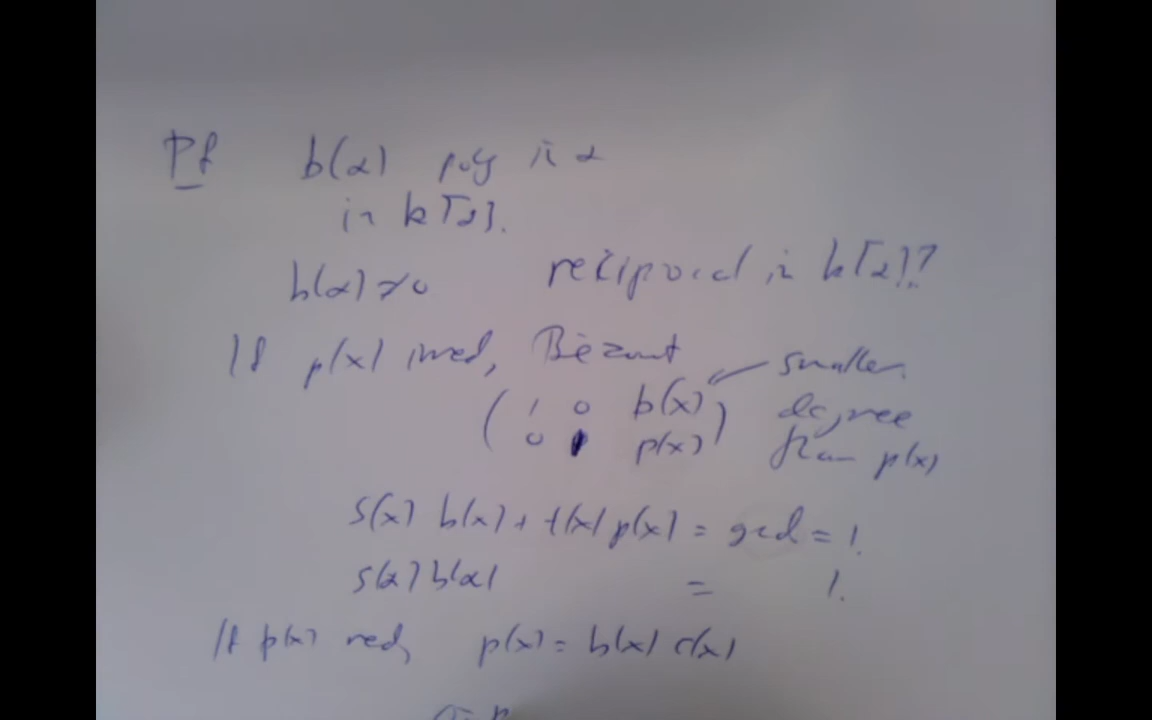 Pf b(α) poly in α
in k[α].
b(α) ≠ 0 reciprocal in k[α]?
If p(x) irred, Bézout
( 1 0 b(x) ) smaller
( 0 1 p(x) ) degree
than p(x)
s(x) b(x) + t(x) p(x) = gcd = 1.
s(α) b(α) = 1.
If p(x) red, p(x) = b(x) c(x)